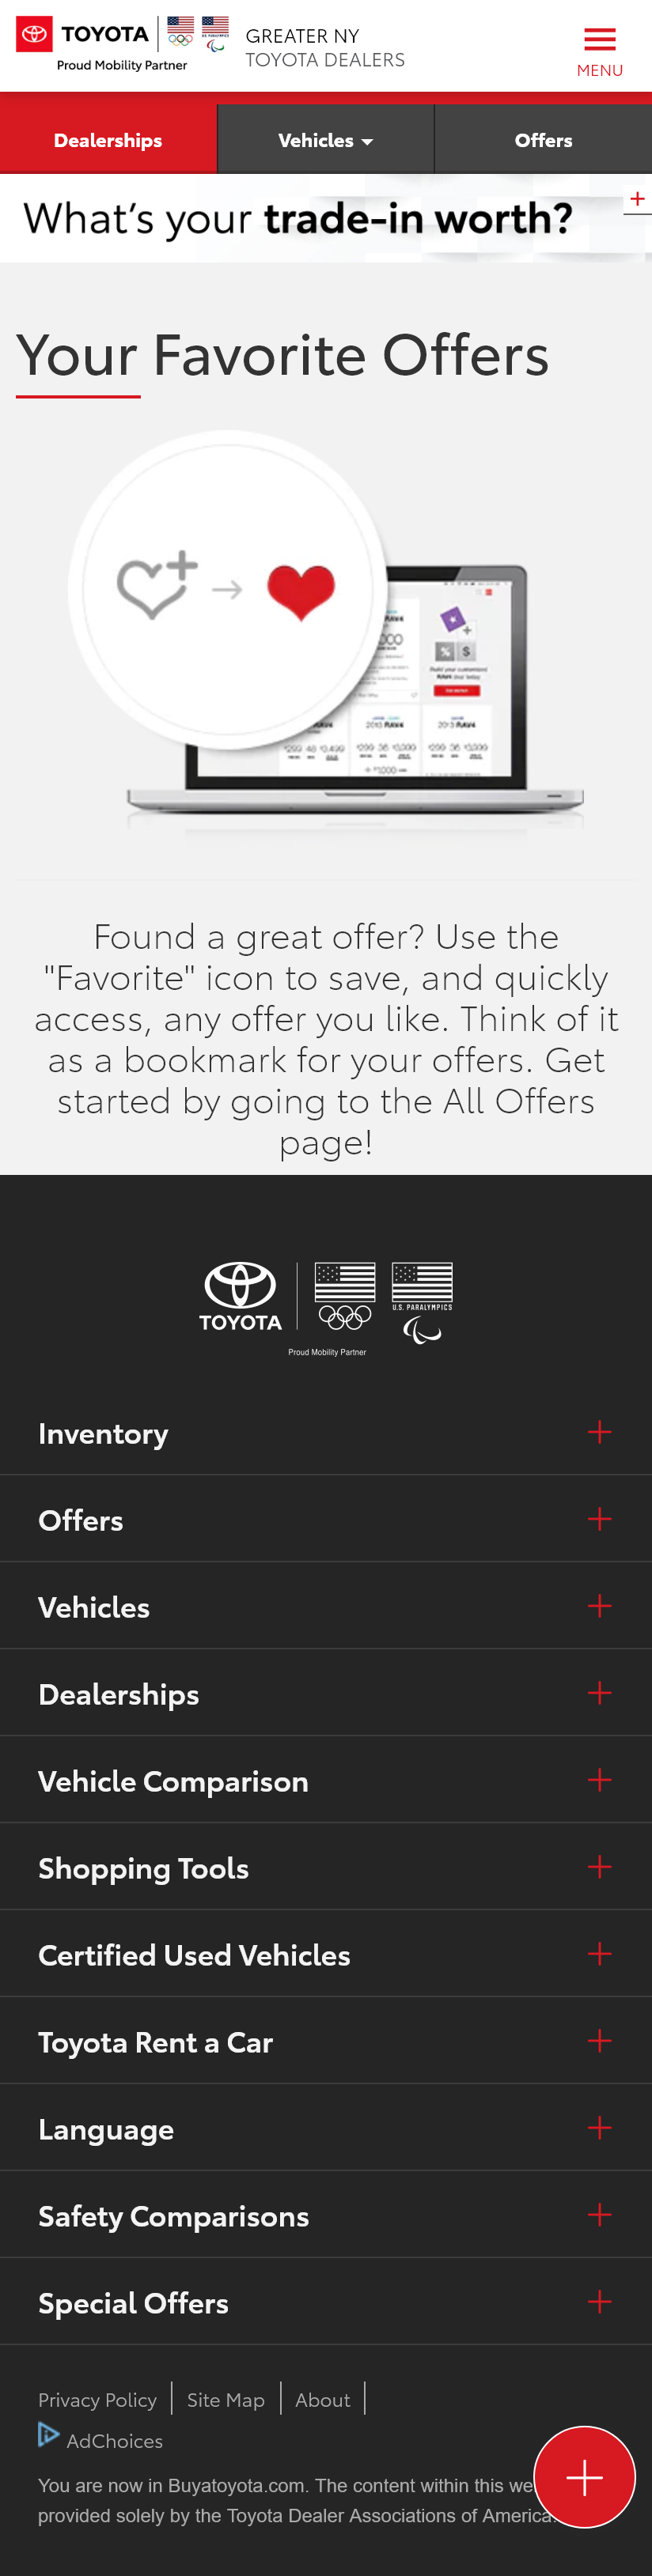 TOYOTA
GREATER NY
TOYOTA DEALERS
Proud Mobility Partner
MENU
Dealerships
Vehicles
Offers
What's your trade-in worth?
Your Favorite Offers
Found a great offer? Use the
"Favorite" icon to save, and quickly
access, any offer you like. Think of it
as a bookmark for your offers. Get
started by going to the All Offers
page!
TOYOTA
U.S. PARALYMPICS
Proud Mobility Partner
Inventory
Offers
Vehicles
Dealerships
Vehicle Comparison
Shopping Tools
Certified Used Vehicles
Toyota Rent a Car
Language
Safety Comparisons
Special Offers
Privacy Policy
Site Map
About
AdChoices
You are now in Buyatoyota.com. The content within this we
provided solely by the Toyota Dealer Associations of America.